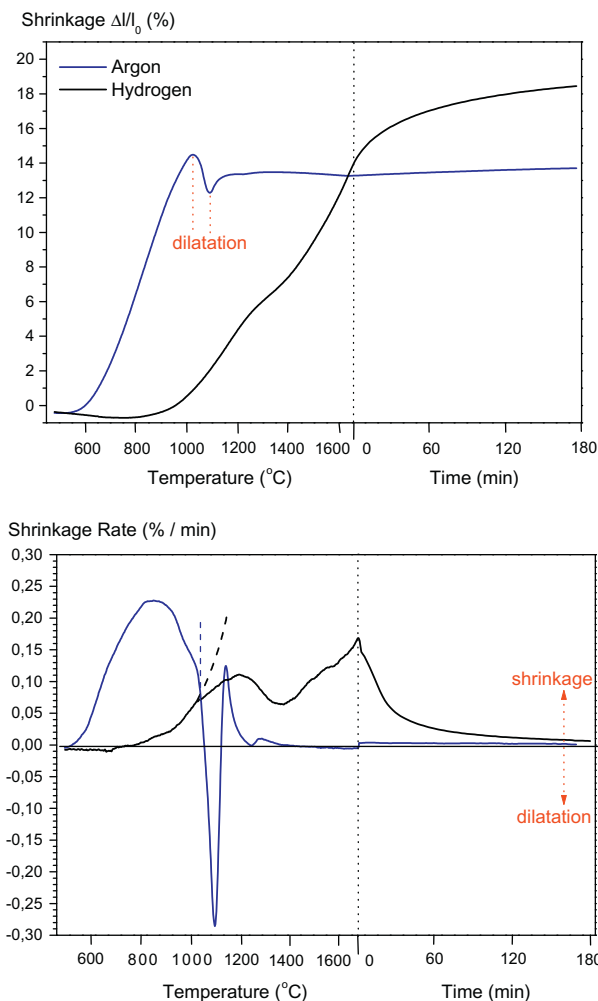 Shrinkage Δl/l0 (%)
20
18
16
14
12
10
8
6
4
2
0
Argon
Hydrogen
dilatation
600 1000 1200 1400 1600 0 60 120 180
Temperature (°C) Time (min)
Shrinkage Rate (% / min)
0,30
0,25
0,20
0,15
0,10
0,05
0,00
-0,05
-0,10
-0,15
-0,20
-0,25
-0,30
shrinkage
dilatation
600 800 1000 1200 1400 1600 0 60 120 180
Temperature (°C) Time (min)